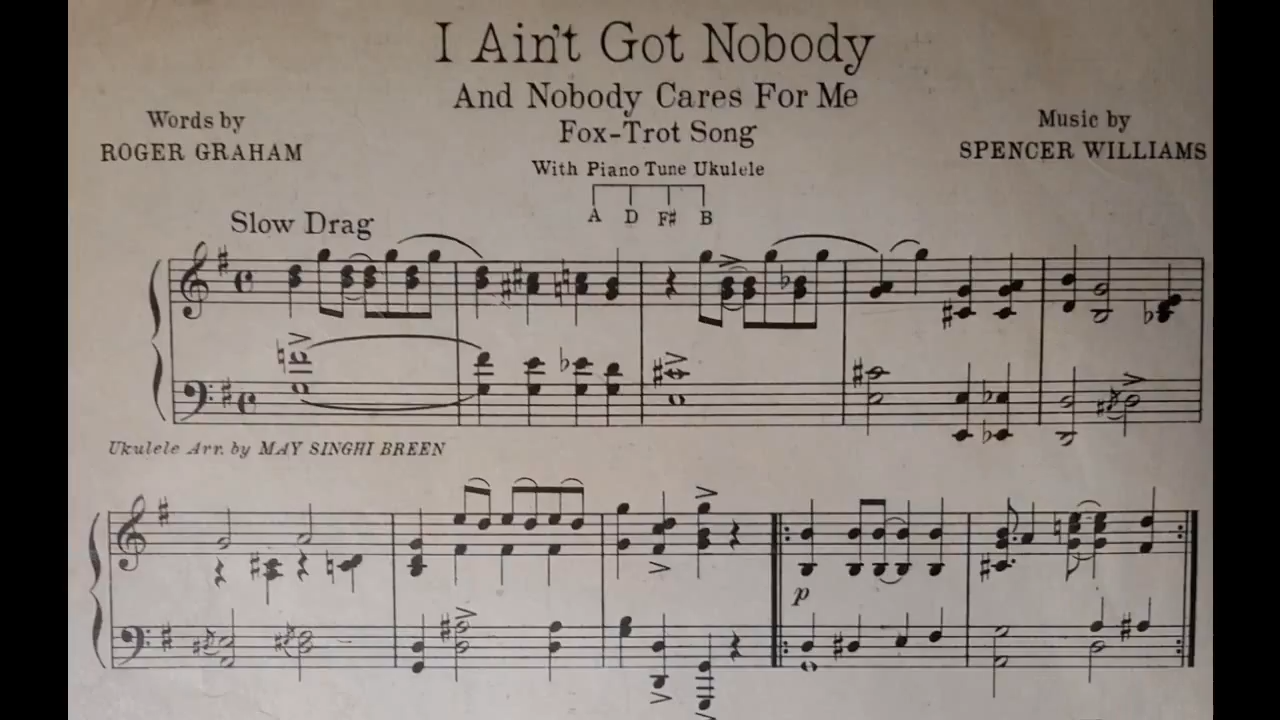 I Ain't Got Nobody
And Nobody Cares For Me
Words by
ROGER GRAHAM
Fox-Trot Song
Music by
SPENCER WILLIAMS
With Piano Tune Ukulele
A D F# B
Slow Drag
Ukulele Arr. by MAY SINGHI BREEN
p